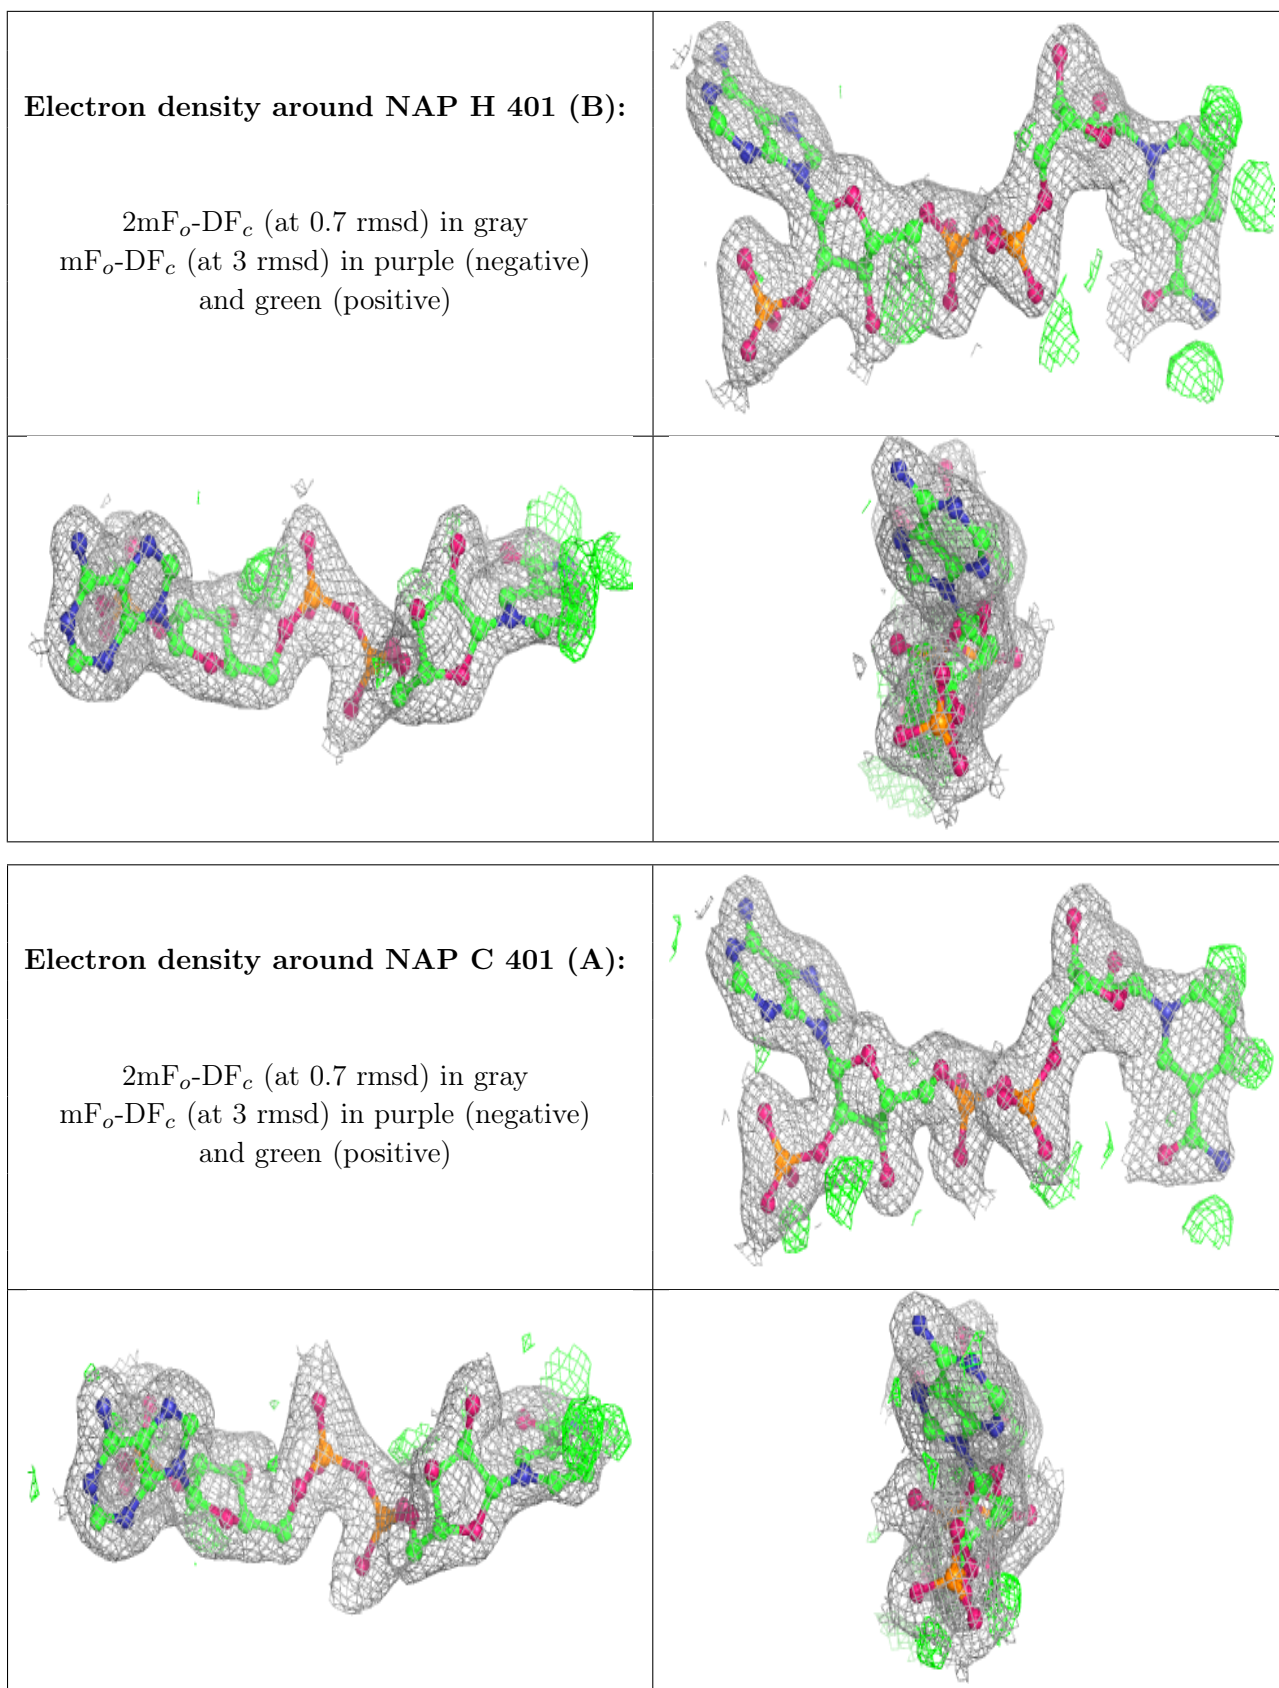 Electron density around NAP H 401 (B):
2mFo-DFc (at 0.7 rmsd) in gray
mFo-DFc (at 3 rmsd) in purple (negative)
and green (positive)
Electron density around NAP C 401 (A):
2mFo-DFc (at 0.7 rmsd) in gray
mFo-DFc (at 3 rmsd) in purple (negative)
and green (positive)